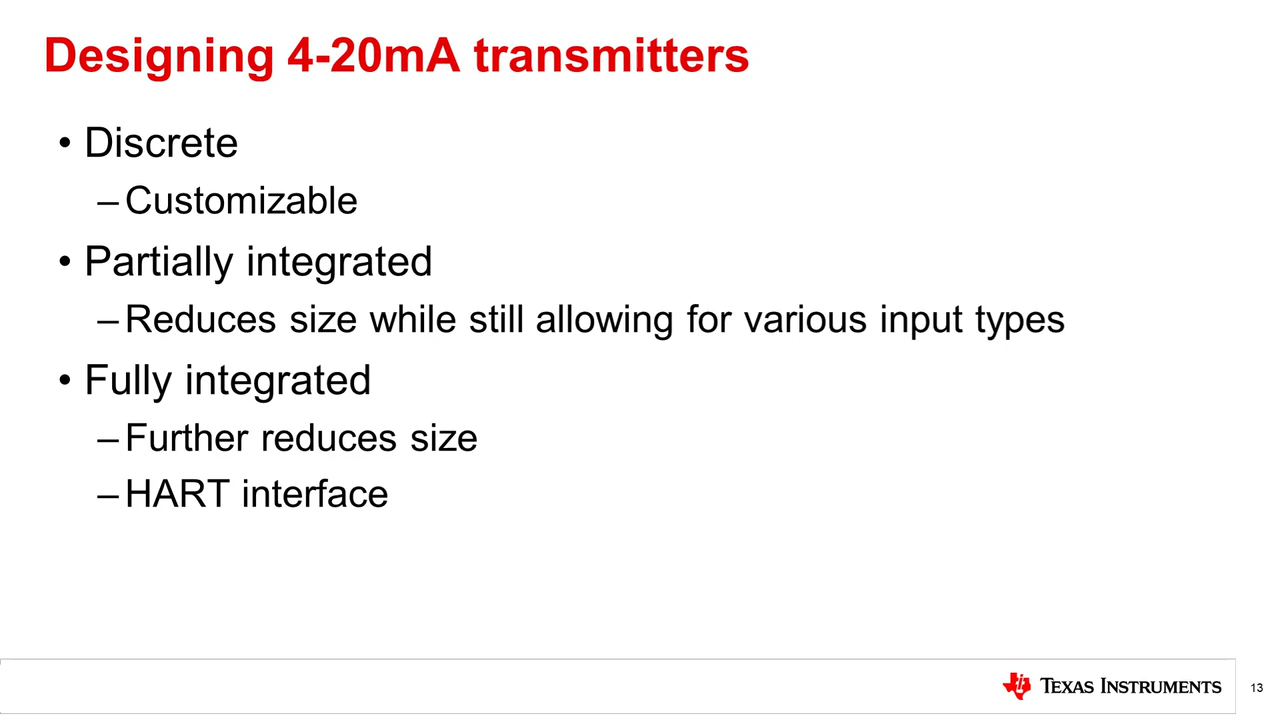 Designing 4-20mA transmitters
• Discrete
– Customizable
• Partially integrated
– Reduces size while still allowing for various input types
• Fully integrated
– Further reduces size
– HART interface
TEXAS INSTRUMENTS
13